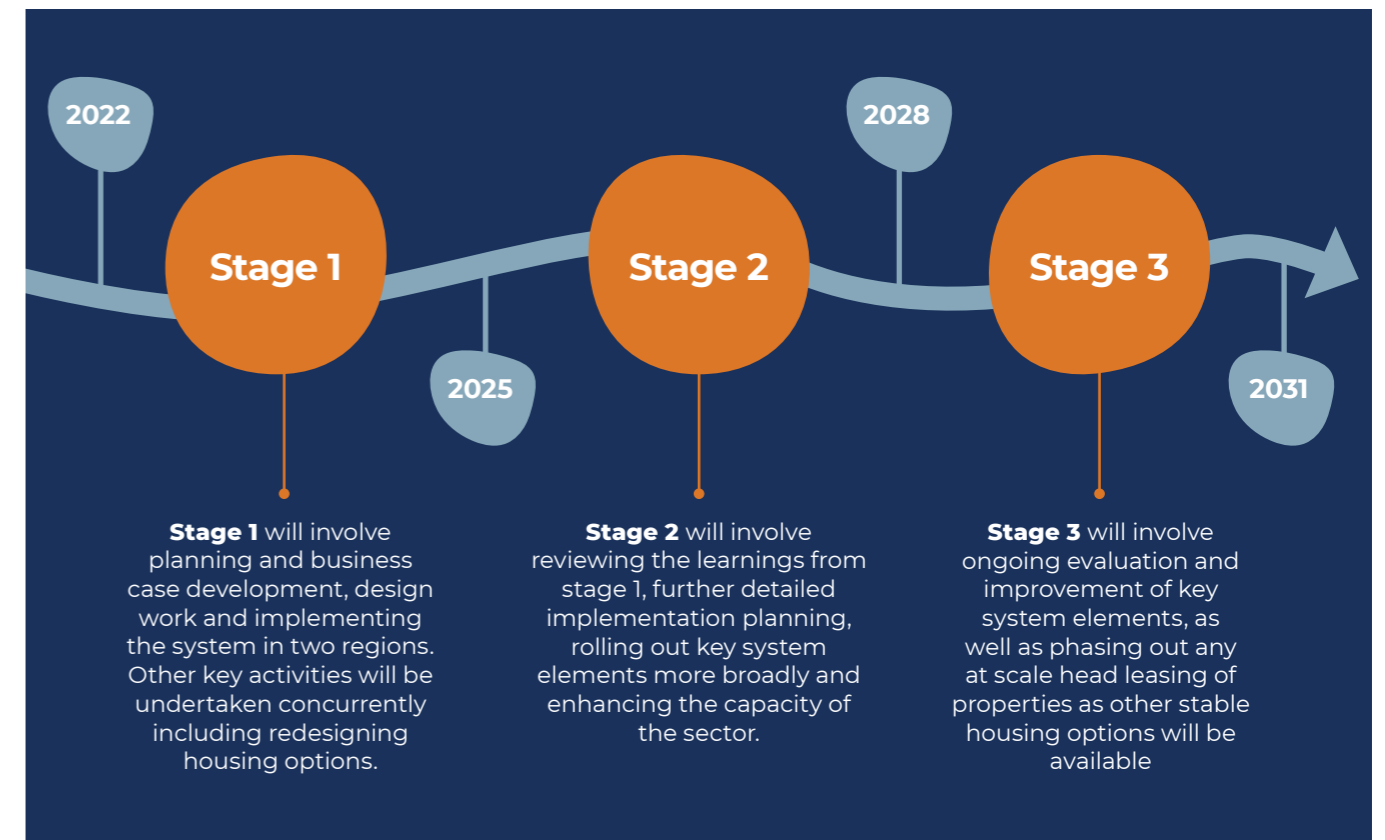 2022
2028
Stage 1
Stage 2
Stage 3
2025
2031
Stage 1 will involve
planning and business
case development, design
work and implementing
the system in two regions.
Other key activities will be
undertaken concurrently
including redesigning
housing options.
Stage 2 will involve
reviewing the learnings from
stage 1, further detailed
implementation planning,
rolling out key system
elements more broadly and
enhancing the capacity of
the sector.
Stage 3 will involve
ongoing evaluation and
improvement of key
system elements, as
well as phasing out any
at scale head leasing of
properties as other stable
housing options will be
available